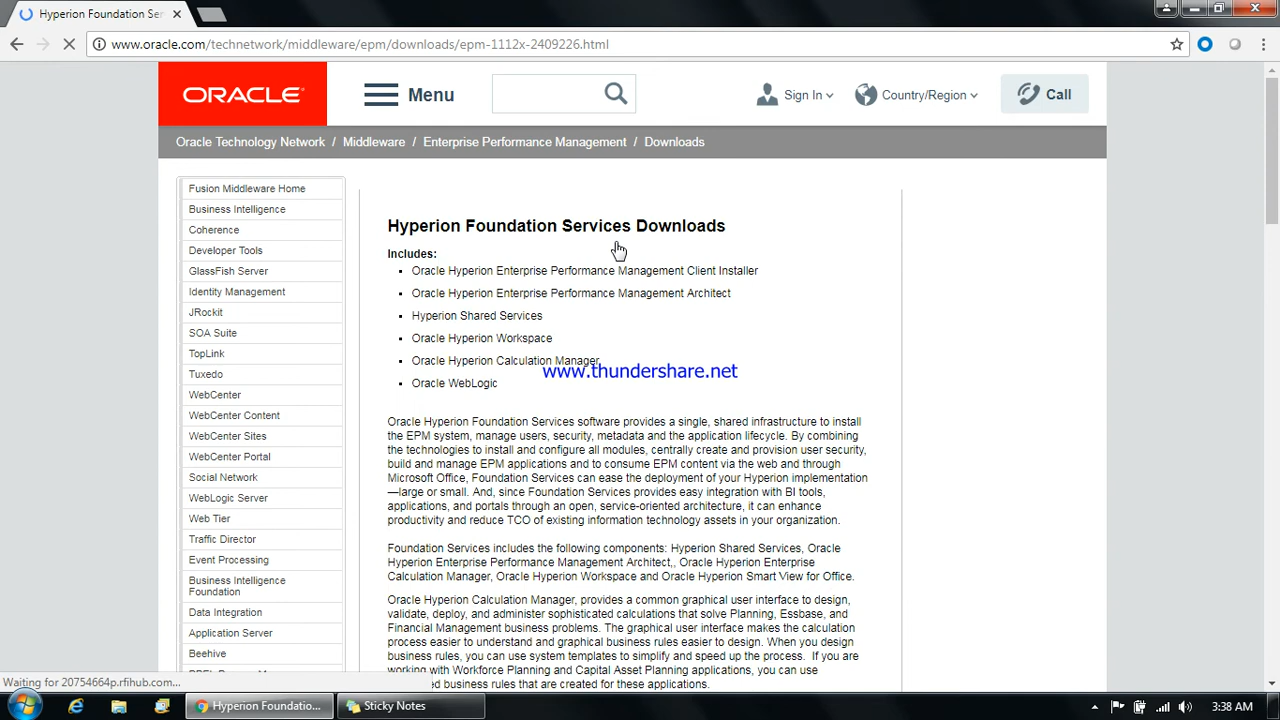 Hyperion Foundation Ser
www.oracle.com/technetwork/middleware/epm/downloads/epm-1112x-2409226.html
ORACLE
Menu
Sign In
Country/Region
Call
Oracle Technology Network / Middleware / Enterprise Performance Management / Downloads
Fusion Middleware Home
Business Intelligence
Coherence
Developer Tools
GlassFish Server
Identity Management
JRockit
SOA Suite
TopLink
Tuxedo
WebCenter
WebCenter Content
WebCenter Sites
WebCenter Portal
Social Network
WebLogic Server
Web Tier
Traffic Director
Event Processing
Business Intelligence
Foundation
Data Integration
Application Server
Beehive
Hyperion Foundation Services Downloads
Includes:
Oracle Hyperion Enterprise Performance Management Client Installer
Oracle Hyperion Enterprise Performance Management Architect
Hyperion Shared Services
Oracle Hyperion Workspace
Oracle Hyperion Calculation Manager
www.thundershare.net
Oracle WebLogic
Oracle Hyperion Foundation Services software provides a single, shared infrastructure to install
the EPM system, manage users, security, metadata and the application lifecycle. By combining
the technologies to install and configure all modules, centrally create and provision user security,
build and manage EPM applications and to consume EPM content via the web and through
Microsoft Office, Foundation Services can ease the deployment of your Hyperion implementation
—large or small. And, since Foundation Services provides easy integration with BI tools,
applications, and portals through an open, service-oriented architecture, it can enhance
productivity and reduce TCO of existing information technology assets in your organization.
Foundation Services includes the following components: Hyperion Shared Services, Oracle
Hyperion Enterprise Performance Management Architect,, Oracle Hyperion Enterprise
Calculation Manager, Oracle Hyperion Workspace and Oracle Hyperion Smart View for Office.
Oracle Hyperion Calculation Manager, provides a common graphical user interface to design,
validate, deploy, and administer sophisticated calculations that solve Planning, Essbase, and
Financial Management business problems. The graphical user interface makes the calculation
process easier to understand and graphical business rules easier to design. When you design
business rules, you can use system templates to simplify and speed up the process. If you are
working with Workforce Planning and Capital Asset Planning applications, you can use
business rules that are created for these applications.
Waiting for 20754664p.rfihub.com...
Hyperion Foundatio...
Sticky Notes
3:38 AM